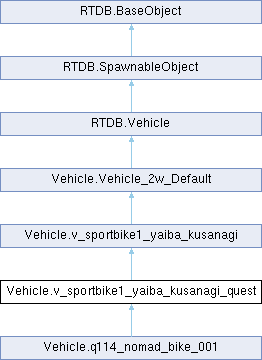 RTDB.BaseObject
RTDB.SpawnableObject
RTDB.Vehicle
Vehicle.Vehicle_2w_Default
Vehicle.v_sportbike1_yaiba_kusanagi
Vehicle.v_sportbike1_yaiba_kusanagi_quest
Vehicle.q114_nomad_bike_001